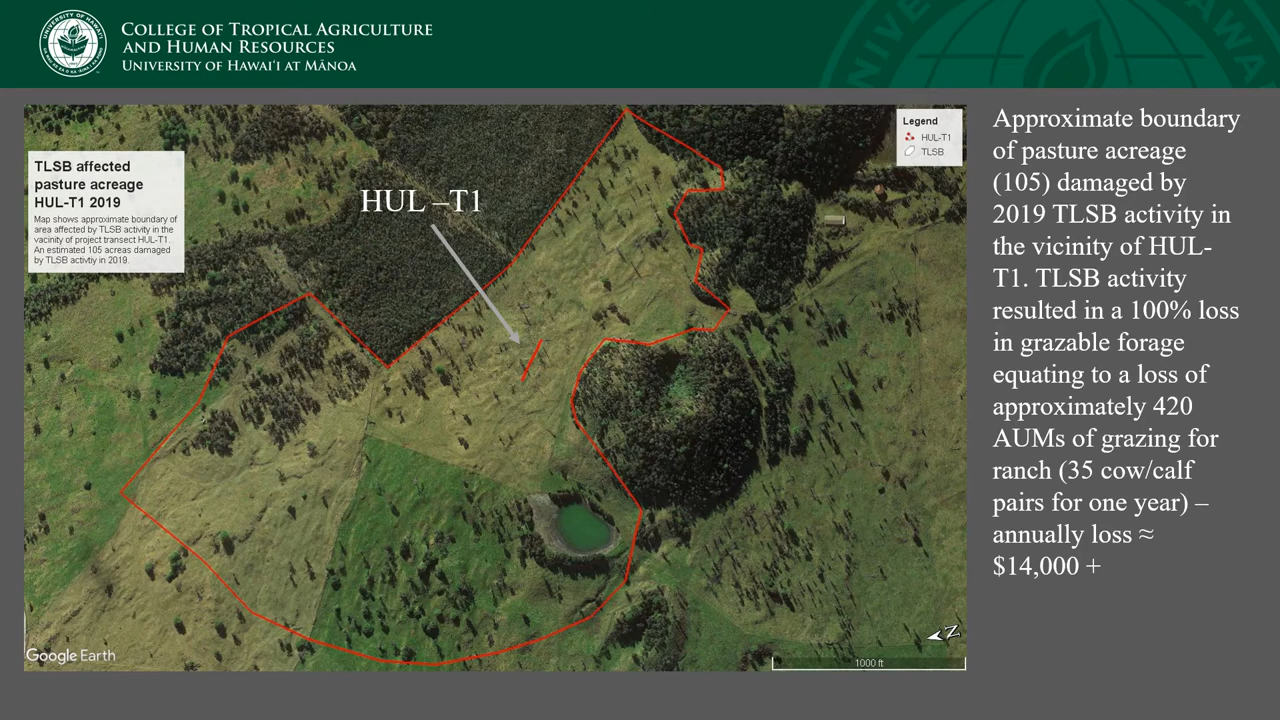 COLLEGE OF TROPICAL AGRICULTURE
AND HUMAN RESOURCES
UNIVERSITY OF HAWAIʻI AT MĀNOA
TLSB affected
pasture acreage
HUL-T1 2019
Map shows approximate boundary of
area affected by TLSB activity in the
vacinity of project transect HUL-T1.
An estimated 105 acreas damaged
by TLSB activtiy in 2019.
HUL –T1
Legend
HUL-T1
TLSB
Approximate boundary
of pasture acreage
(105) damaged by
2019 TLSB activity in
the vicinity of HUL-
T1. TLSB activity
resulted in a 100% loss
in grazable forage
equating to a loss of
approximately 420
AUMs of grazing for
ranch (35 cow/calf
pairs for one year) –
annually loss ≈
$14,000 +
Google Earth
N
1000 ft